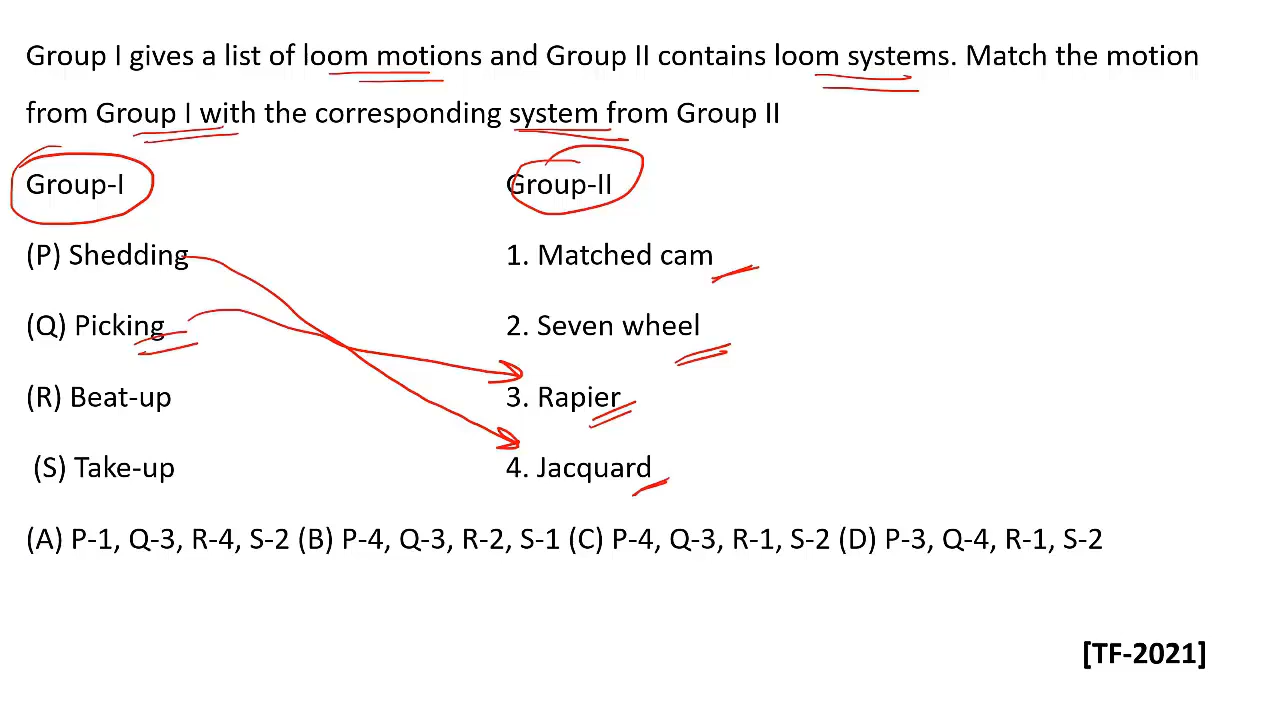 Group I gives a list of loom motions and Group II contains loom systems. Match the motion
from Group I with the corresponding system from Group II
Group-I Group-II
(P) Shedding 1. Matched cam
(Q) Picking 2. Seven wheel
(R) Beat-up 3. Rapier
(S) Take-up 4. Jacquard
(A) P-1, Q-3, R-4, S-2 (B) P-4, Q-3, R-2, S-1 (C) P-4, Q-3, R-1, S-2 (D) P-3, Q-4, R-1, S-2
[TF-2021]